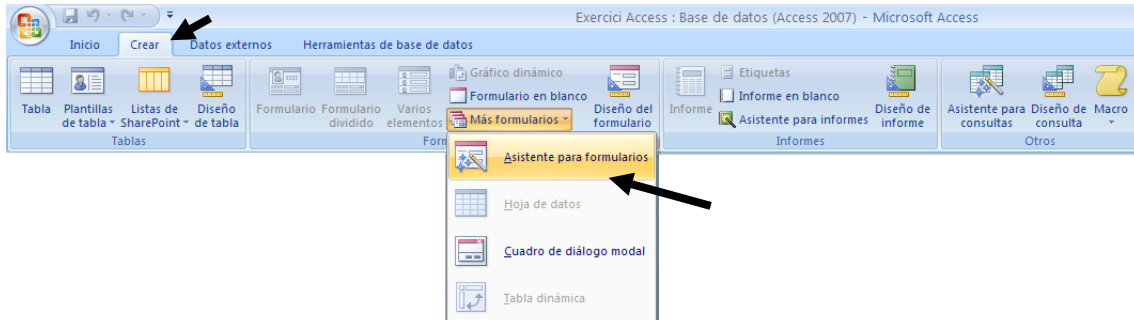 Exercici Access : Base de datos (Access 2007) - Microsoft Access
Inicio Crear Datos externos Herramientas de base de datos
Tabla
Plantillas
de tabla
Listas de
SharePoint
Diseño
de tabla
Tablas
Formulario
Formulario
dividido
Varios
elementos
Gráfico dinámico
Formulario en blanco
Más formularios
Diseño del
formulario
Form
Informe
Etiquetas
Informe en blanco
Asistente para informes
Diseño de
informe
Informes
Asistente para
consultas
Diseño de
consulta
Macro
Otros
Asistente para formularios
Hoja de datos
Cuadro de diálogo modal
Tabla dinámica